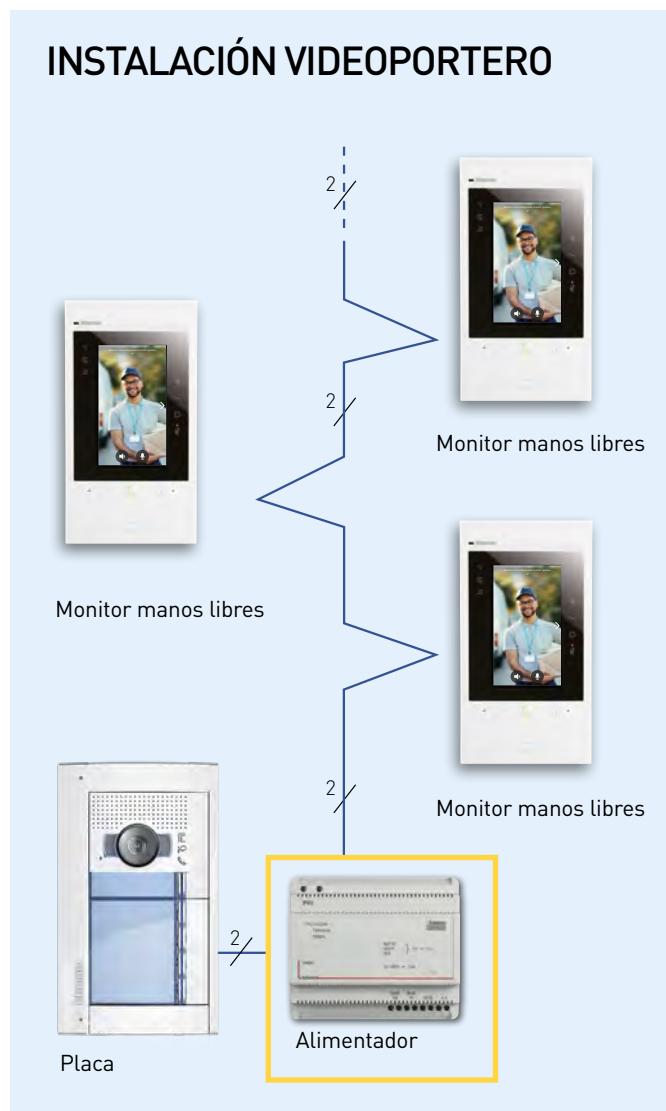 INSTALACIÓN VIDEOPORTERO
2
2
Monitor manos libres
Monitor manos libres
2
Monitor manos libres
2
Alimentador
Placa